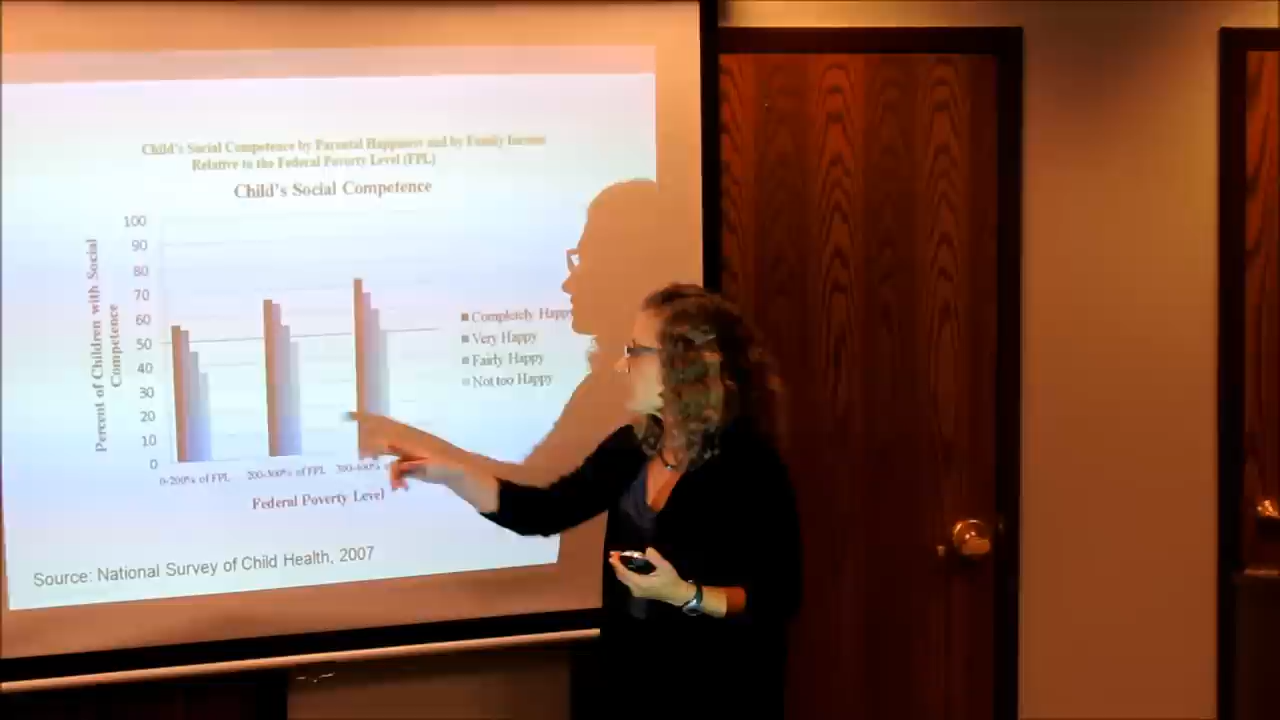 Child's Social Competence by Parental Happiness and by Family Income
Relative to the Federal Poverty Level (FPL)
Child's Social Competence
Percent of Children with Social
Competence
100
90
80
70
60
50
40
30
20
10
0
Completely Happy
Very Happy
Fairly Happy
Not too Happy
0-200% of FPL 200-300% of FPL 300-400%
Federal Poverty Level
Source: National Survey of Child Health, 2007